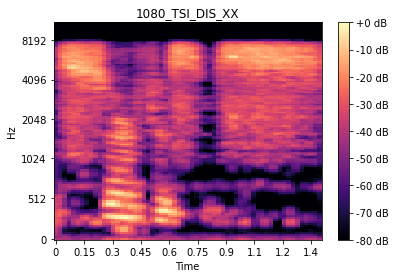 1080_TSI_DIS_XX
+0 dB
8192
-10 dB
4096
-20 dB
-30 dB
2048
-40 dB
Hz
1024
-50 dB
512
-60 dB
-70 dB
0
-80 dB
0 0.15 0.3 0.45 0.6 0.75 0.9 1.1 1.2 1.4
Time